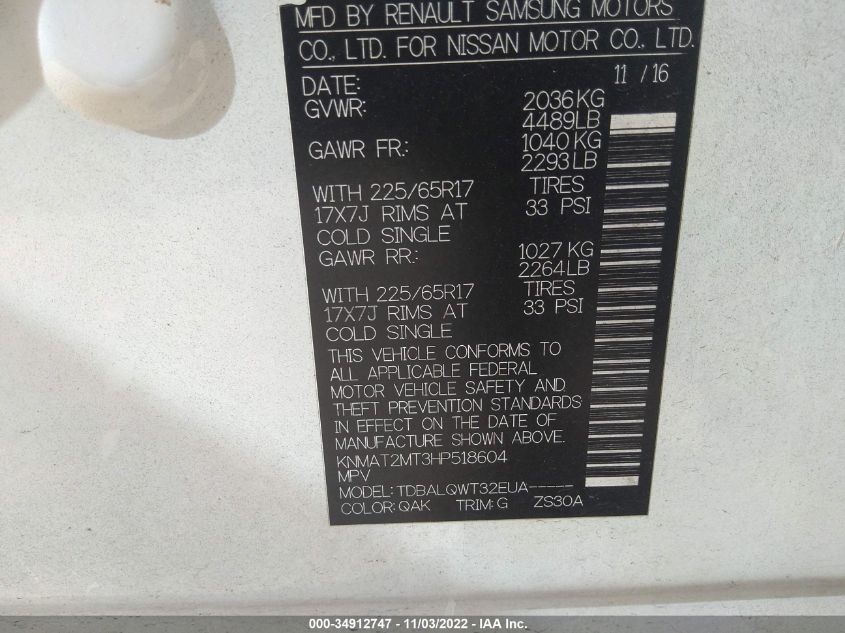 MFD BY RENAULT SAMSUNG MOTORS
CO., LTD. FOR NISSAN MOTOR CO., LTD.
DATE: 11 / 16
GVWR: 2036KG
4489LB
GAWR FR.: 1040 KG
2293LB
WITH 225/65R17 TIRES
17X7J RIMS AT 33 PSI
COLD SINGLE
GAWR RR.: 1027 KG
2264LB
WITH 225/65R17 TIRES
17X7J RIMS AT 33 PSI
COLD SINGLE
THIS VEHICLE CONFORMS TO
ALL APPLICABLE FEDERAL
MOTOR VEHICLE SAFETY AND
THEFT PREVENTION STANDARDS
IN EFFECT ON THE DATE OF
MANUFACTURE SHOWN ABOVE.
KNMAT2MT3HP518604
MPV
MODEL: TDBALQWT32EUA-----
COLOR: QAK TRIM: G ZS30A
000-34912747 - 11/03/2022 - IAA Inc.